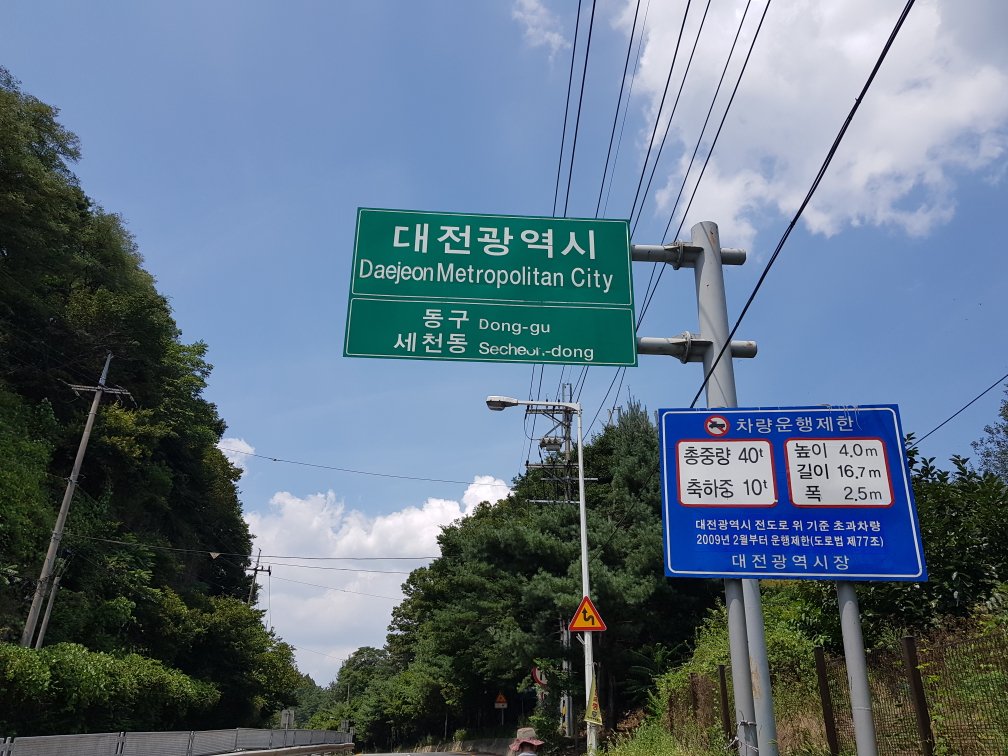 대전광역시
Daejeon Metropolitan City
동구 Dong-gu
세천동 Secheon-dong
차량운행제한
총중량 40t
축하중 10t
높이 4.0m
길이 16.7m
폭 2.5m
대전광역시 전도로 위 기준 초과차량
2009년 2월부터 운행제한(도로법 제77조)
대전광역시장